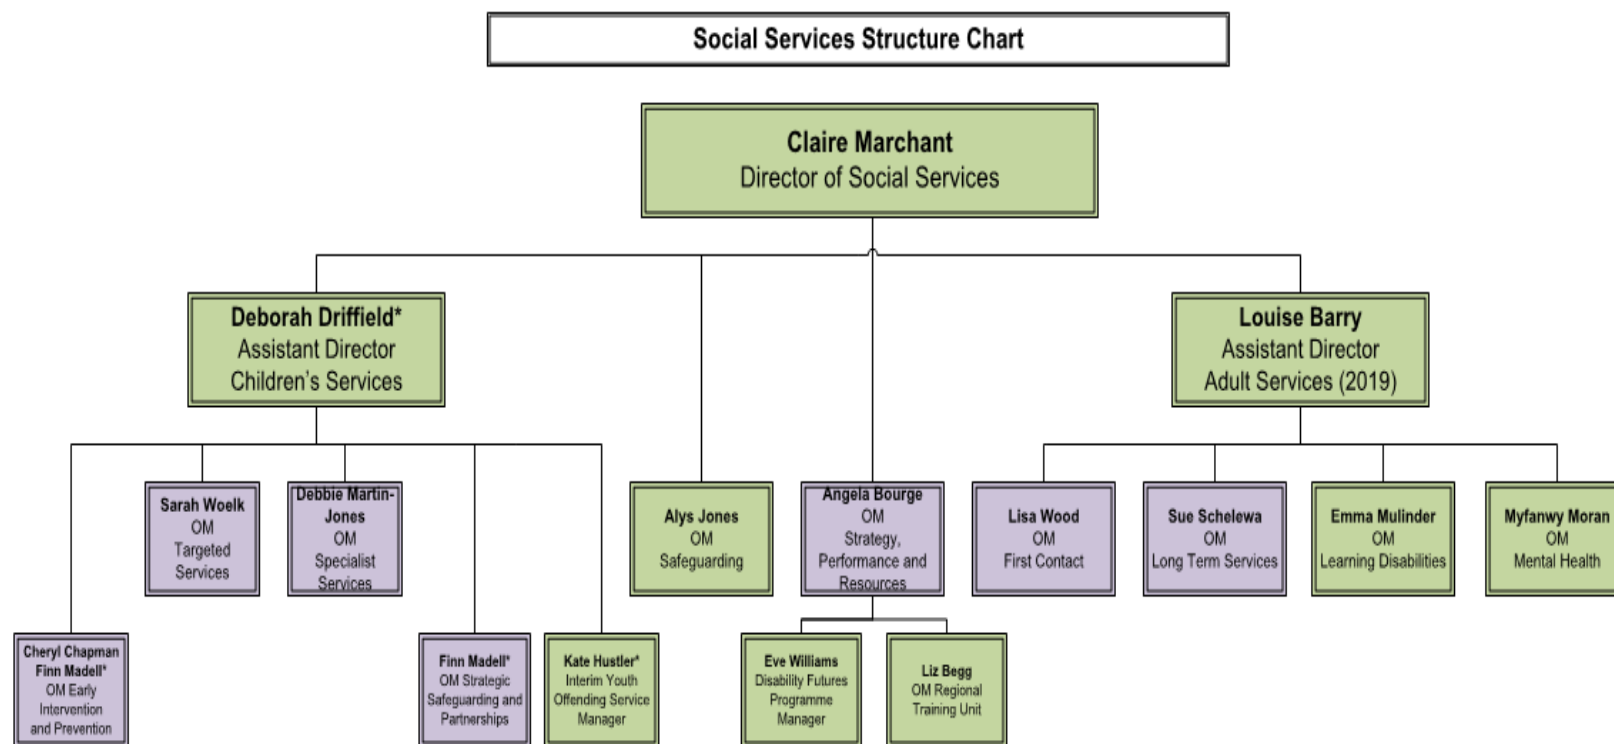 Social Services Structure Chart
Claire Marchant
Director of Social Services
Deborah Driffield*
Assistant Director
Children’s Services
Louise Barry
Assistant Director
Adult Services (2019)
Sarah Woelk
OM
Targeted
Services
Debbie Martin-
Jones
OM
Specialist
Services
Alys Jones
OM
Safeguarding
Angela Bourge
OM
Strategy,
Performance and
Resources
Lisa Wood
OM
First Contact
Sue Schelewa
OM
Long Term Services
Emma Mulinder
OM
Learning Disabilities
Myfanwy Moran
OM
Mental Health
Cheryl Chapman
Finn Madell*
OM Early
Intervention
and Prevention
Finn Madell*
OM Strategic
Safeguarding and
Partnerships
Kate Hustler*
Interim Youth
Offending Service
Manager
Eve Williams
Disability Futures
Programme
Manager
Liz Begg
OM Regional
Training Unit